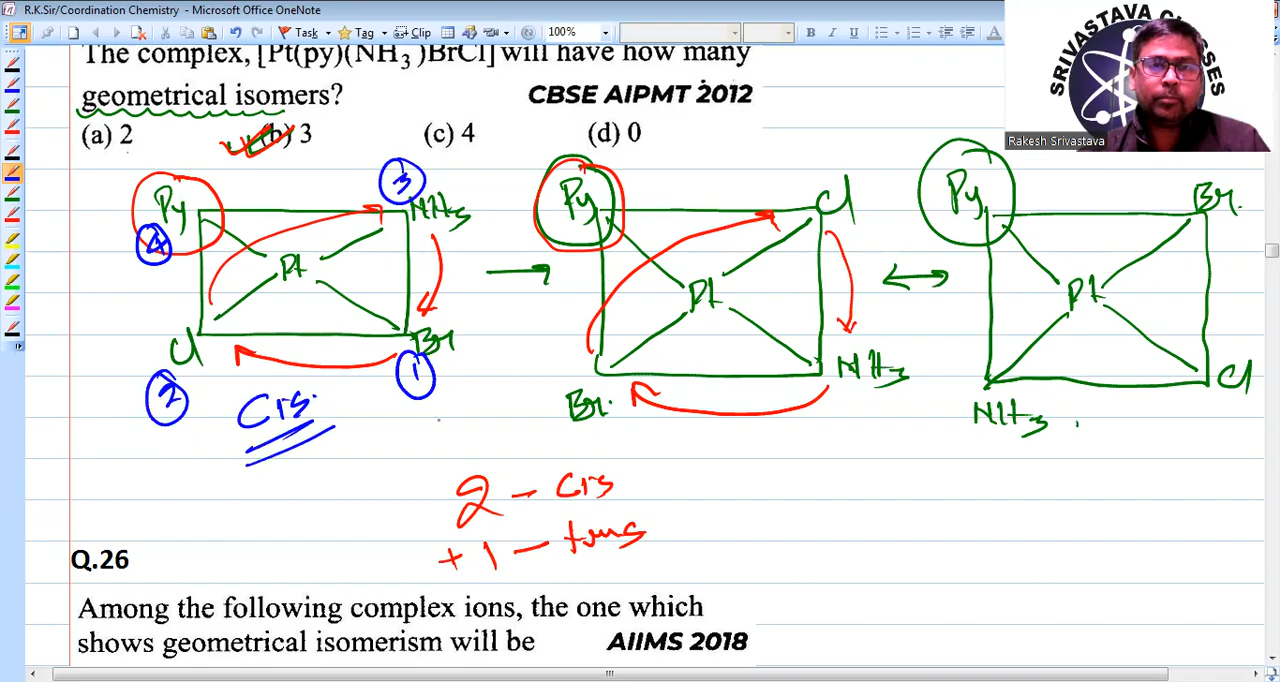 R.K.Sir/Coordination Chemistry - Microsoft Office OneNote
Task Tag Clip 100% B I U A
The complex, [Pt(py)(NH3)BrCl] will have how many
geometrical isomers? CBSE AIPMT 2012
(a) 2 (b) 3 (c) 4 (d) 0
SRIVASTAVA CLASSES
Rakesh Srivastava
Py 3 NH3 Py Cl Py Br.
4
Pt Pt Pt
Cl Br NH3 Cl
2 Cis. 1 Br. NH3
2 - cis
+ 1 - trans
Q.26
Among the following complex ions, the one which
shows geometrical isomerism will be AIIMS 2018